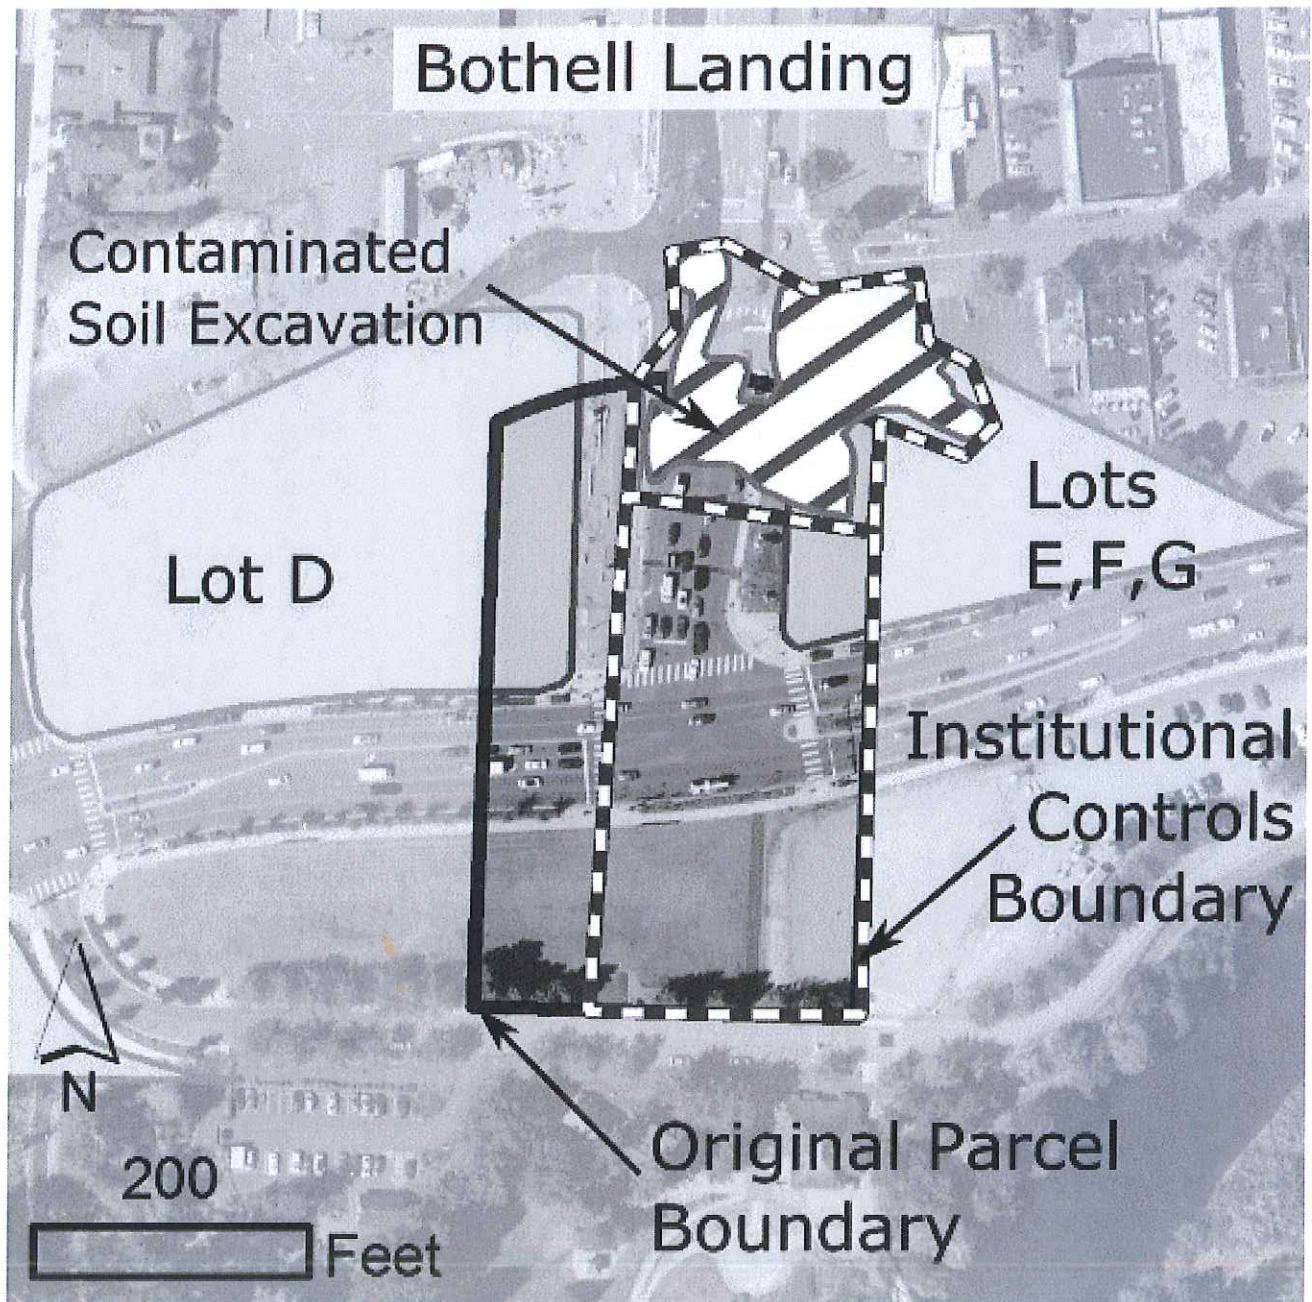 Bothell Landing
Contaminated
Soil Excavation
Lots
E,F,G
Lot D
Institutional
Controls
Boundary
N
Original Parcel
Boundary
200
Feet